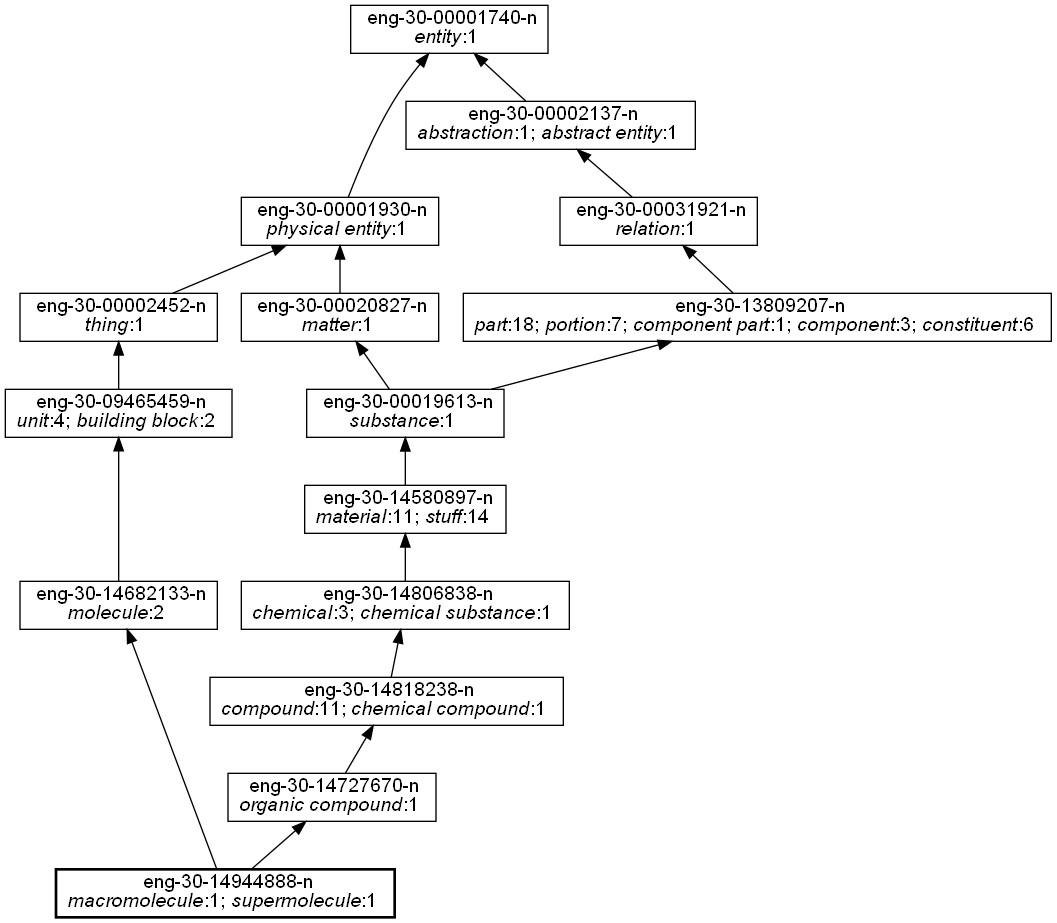 eng-30-00001740-n
entity:1
eng-30-00002137-n
abstraction:1; abstract entity:1
eng-30-00001930-n
physical entity:1
eng-30-00031921-n
relation:1
eng-30-00002452-n
thing:1
eng-30-00020827-n
matter:1
eng-30-13809207-n
part:18; portion:7; component part:1; component:3; constituent:6
eng-30-09465459-n
unit:4; building block:2
eng-30-00019613-n
substance:1
eng-30-14580897-n
material:11; stuff:14
eng-30-14682133-n
molecule:2
eng-30-14806838-n
chemical:3; chemical substance:1
eng-30-14818238-n
compound:11; chemical compound:1
eng-30-14727670-n
organic compound:1
eng-30-14944888-n
macromolecule:1; supermolecule:1